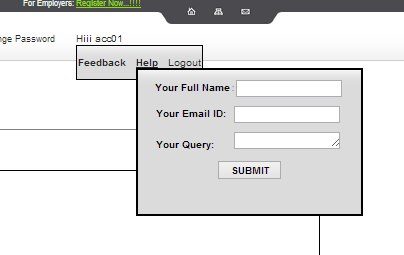 For Employers: Register Now...!!!!
nge Password Hiii acc01
Feedback Help Logout
Your Full Name :
Your Email ID:
Your Query:
SUBMIT